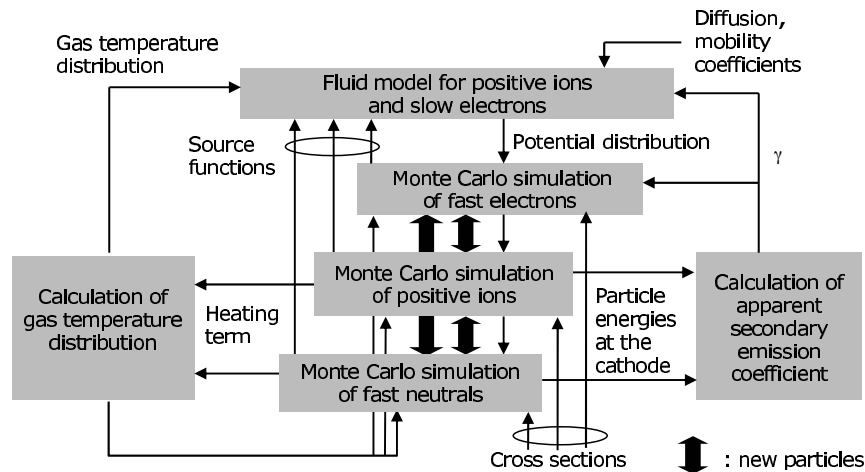 Gas temperature
distribution
Diffusion,
mobility
coefficients
Fluid model for positive ions
and slow electrons
Source
functions
Potential distribution
γ
Monte Carlo simulation
of fast electrons
Calculation of
gas temperature
distribution
Heating
term
Monte Carlo simulation
of positive ions
Particle
energies
at the
cathode
Calculation of
apparent
secondary
emission
coefficient
Monte Carlo simulation
of fast neutrals
Cross sections
: new particles